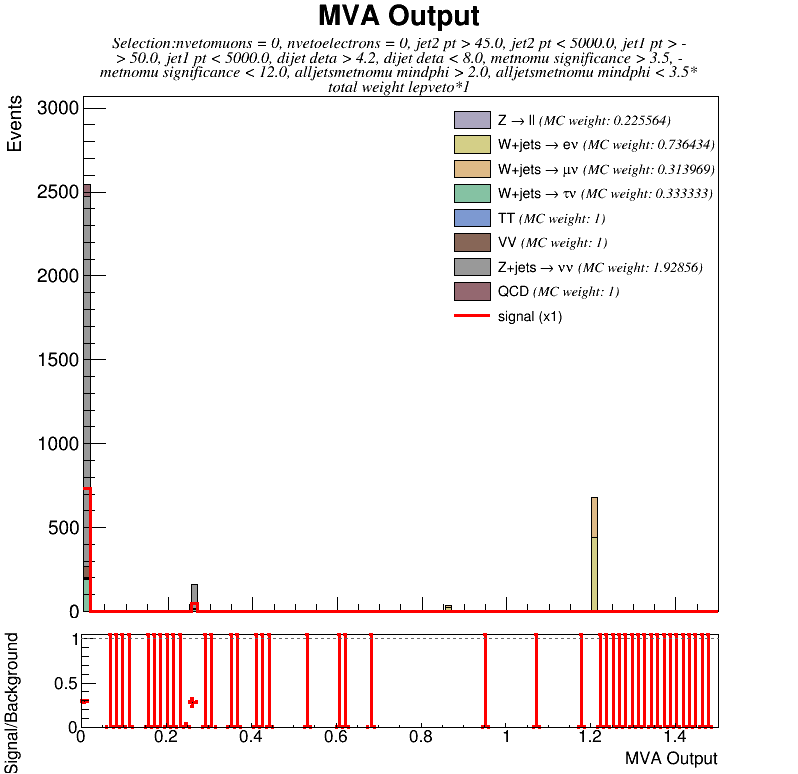 MVA Output
Selection:nvetomuons = 0, nvetoelectrons = 0, jet2 pt > 45.0, jet2 pt < 5000.0, jet1 pt > -
> 50.0, jet1 pt < 5000.0, dijet deta > 4.2, dijet deta < 8.0, metnomu significance > 3.5, -
metnomu significance < 12.0, alljetsmetnomu mindphi > 2.0, alljetsmetnomu mindphi < 3.5*
total weight lepveto*1
Events
3000
2500
2000
1500
1000
500
0
Z → ll (MC weight: 0.225564)
W+jets → eν (MC weight: 0.736434)
W+jets → μν (MC weight: 0.313969)
W+jets → τν (MC weight: 0.333333)
TT (MC weight: 1)
VV (MC weight: 1)
Z+jets → νν (MC weight: 1.92856)
QCD (MC weight: 1)
signal (x1)
Signal/Background
1
0.5
0
0 0.2 0.4 0.6 0.8 1 1.2 1.4
MVA Output